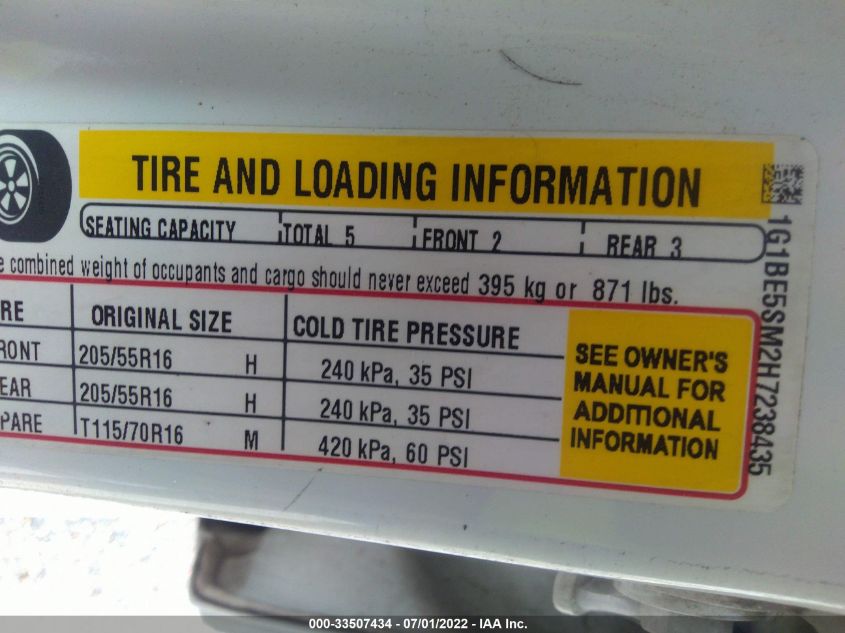 TIRE AND LOADING INFORMATION
SEATING CAPACITY TOTAL 5 FRONT 2 REAR 3
combined weight of occupants and cargo should never exceed 395 kg or 871 lbs.
RE ORIGINAL SIZE COLD TIRE PRESSURE
RONT 205/55R16 H 240 kPa, 35 PSI
EAR 205/55R16 H 240 kPa, 35 PSI
PARE T115/70R16 M 420 kPa, 60 PSI
SEE OWNER'S
MANUAL FOR
ADDITIONAL
INFORMATION
1G1BE5SM2H7238435
000-33507434 - 07/01/2022 - IAA Inc.